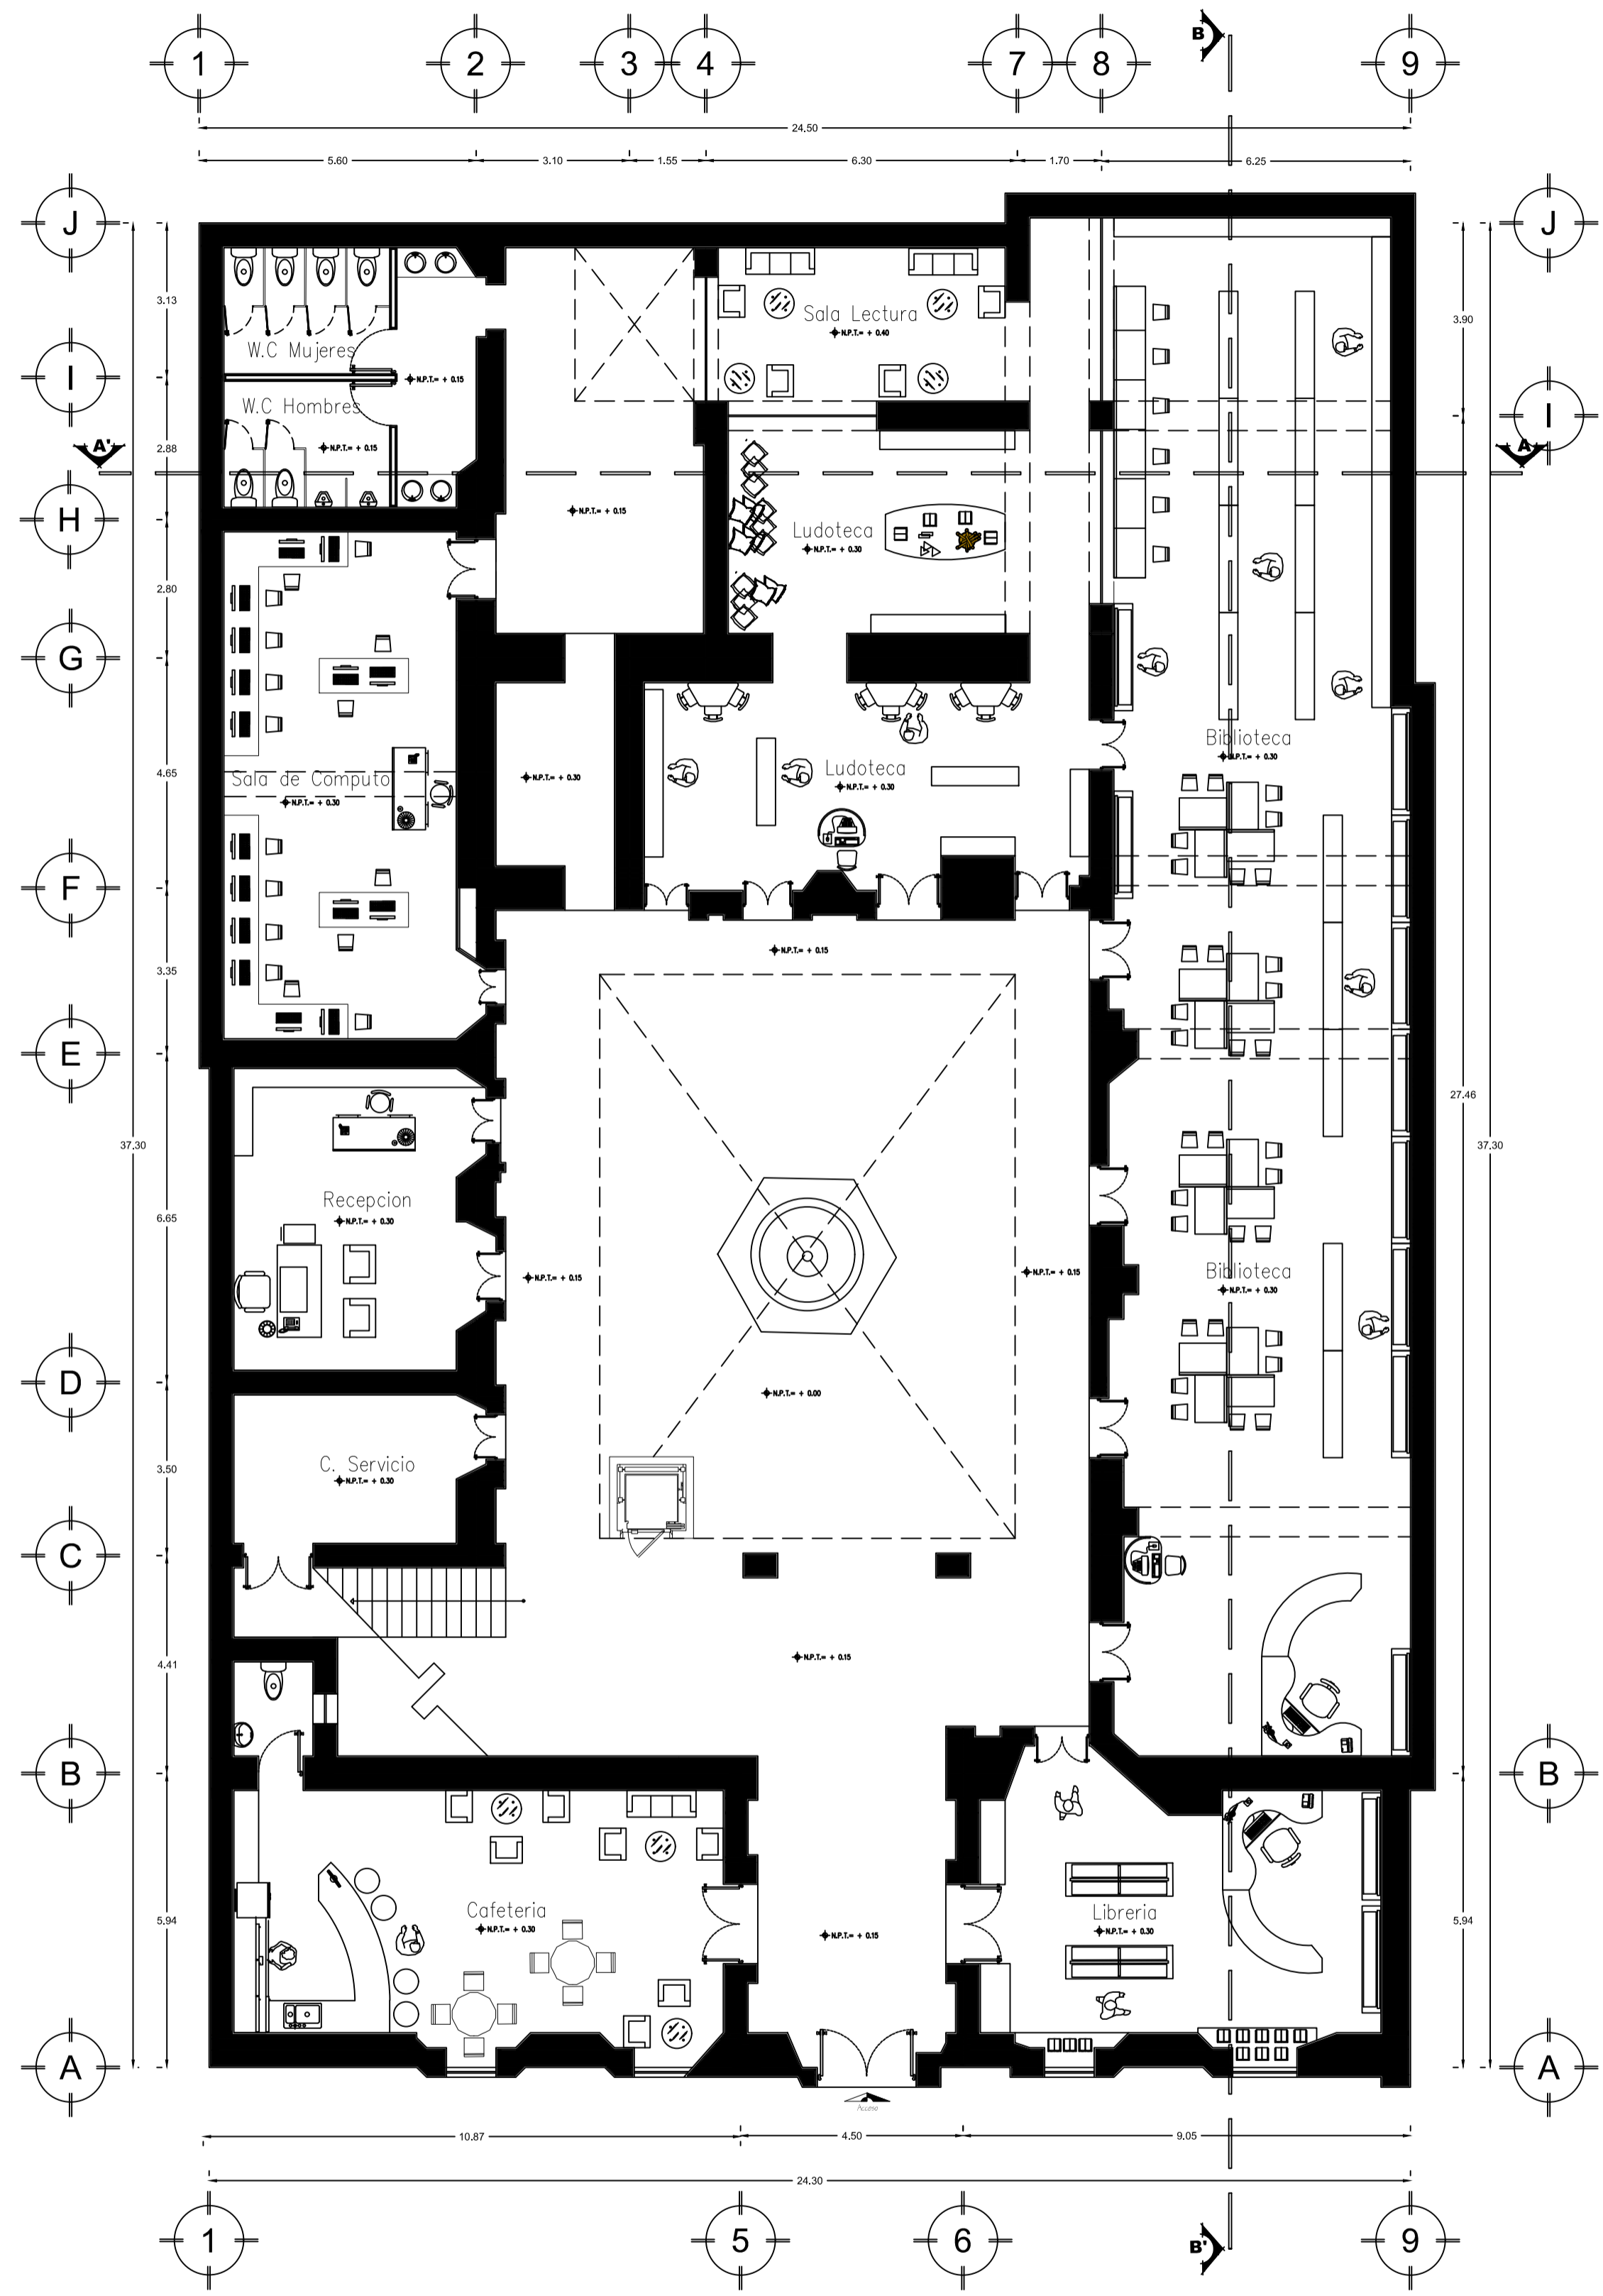 B
1 2 3 4 7 8 9
24.50
5.60 3.10 1.55 6.30 1.70 6.25
J J
3.13
Sala Lectura
N.P.T.= + 0.40
3.90
W.C Mujeres
I
N.P.T.= + 0.15
W.C Hombres
I
A' N.P.T.= + 0.15 A
2.88
H
N.P.T.= + 0.15
Ludoteca
N.P.T.= + 0.30
2.80
G
Biblioteca
N.P.T.= + 0.30
4.65
Sala de Computo
N.P.T.= + 0.30
N.P.T.= + 0.30
Ludoteca
N.P.T.= + 0.30
F
N.P.T.= + 0.15
3.35
E
27.46
37.30 37.30
Recepcion
N.P.T.= + 0.30
6.65
N.P.T.= + 0.15
N.P.T.= + 0.15
Biblioteca
N.P.T.= + 0.30
D
N.P.T.= + 0.00
C. Servicio
N.P.T.= + 0.30
3.50
C
N.P.T.= + 0.15
4.41
B B
Cafeteria
N.P.T.= + 0.30
5.94
N.P.T.= + 0.15
Libreria
N.P.T.= + 0.30
5.94
A A
Acceso
10.87 4.50 9.05
24.30
1 5 6 9
B'